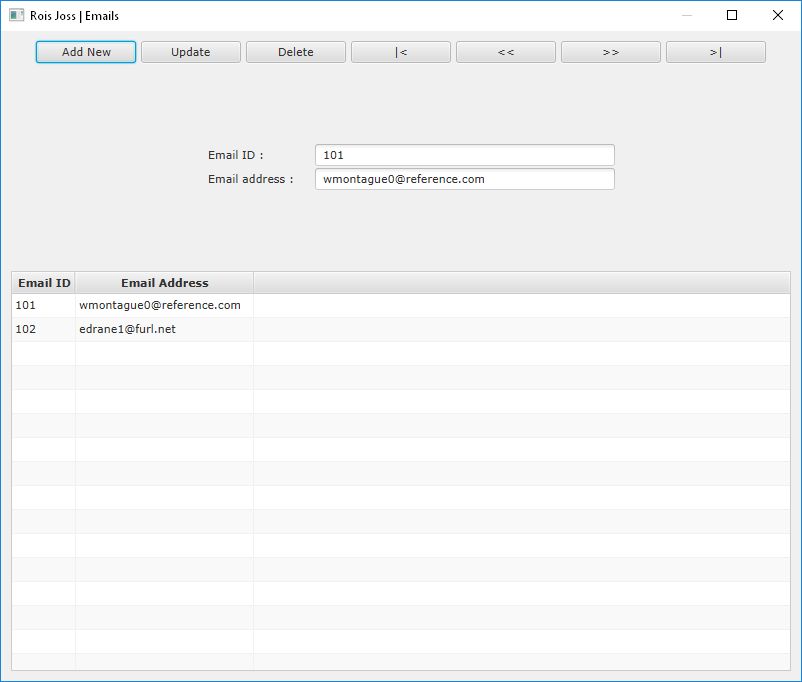 Rois Joss | Emails
Add New Update Delete |< << >> >|
Email ID : 101
Email address : wmontague0@reference.com
Email ID Email Address
101 wmontague0@reference.com
102 edrane1@furl.net